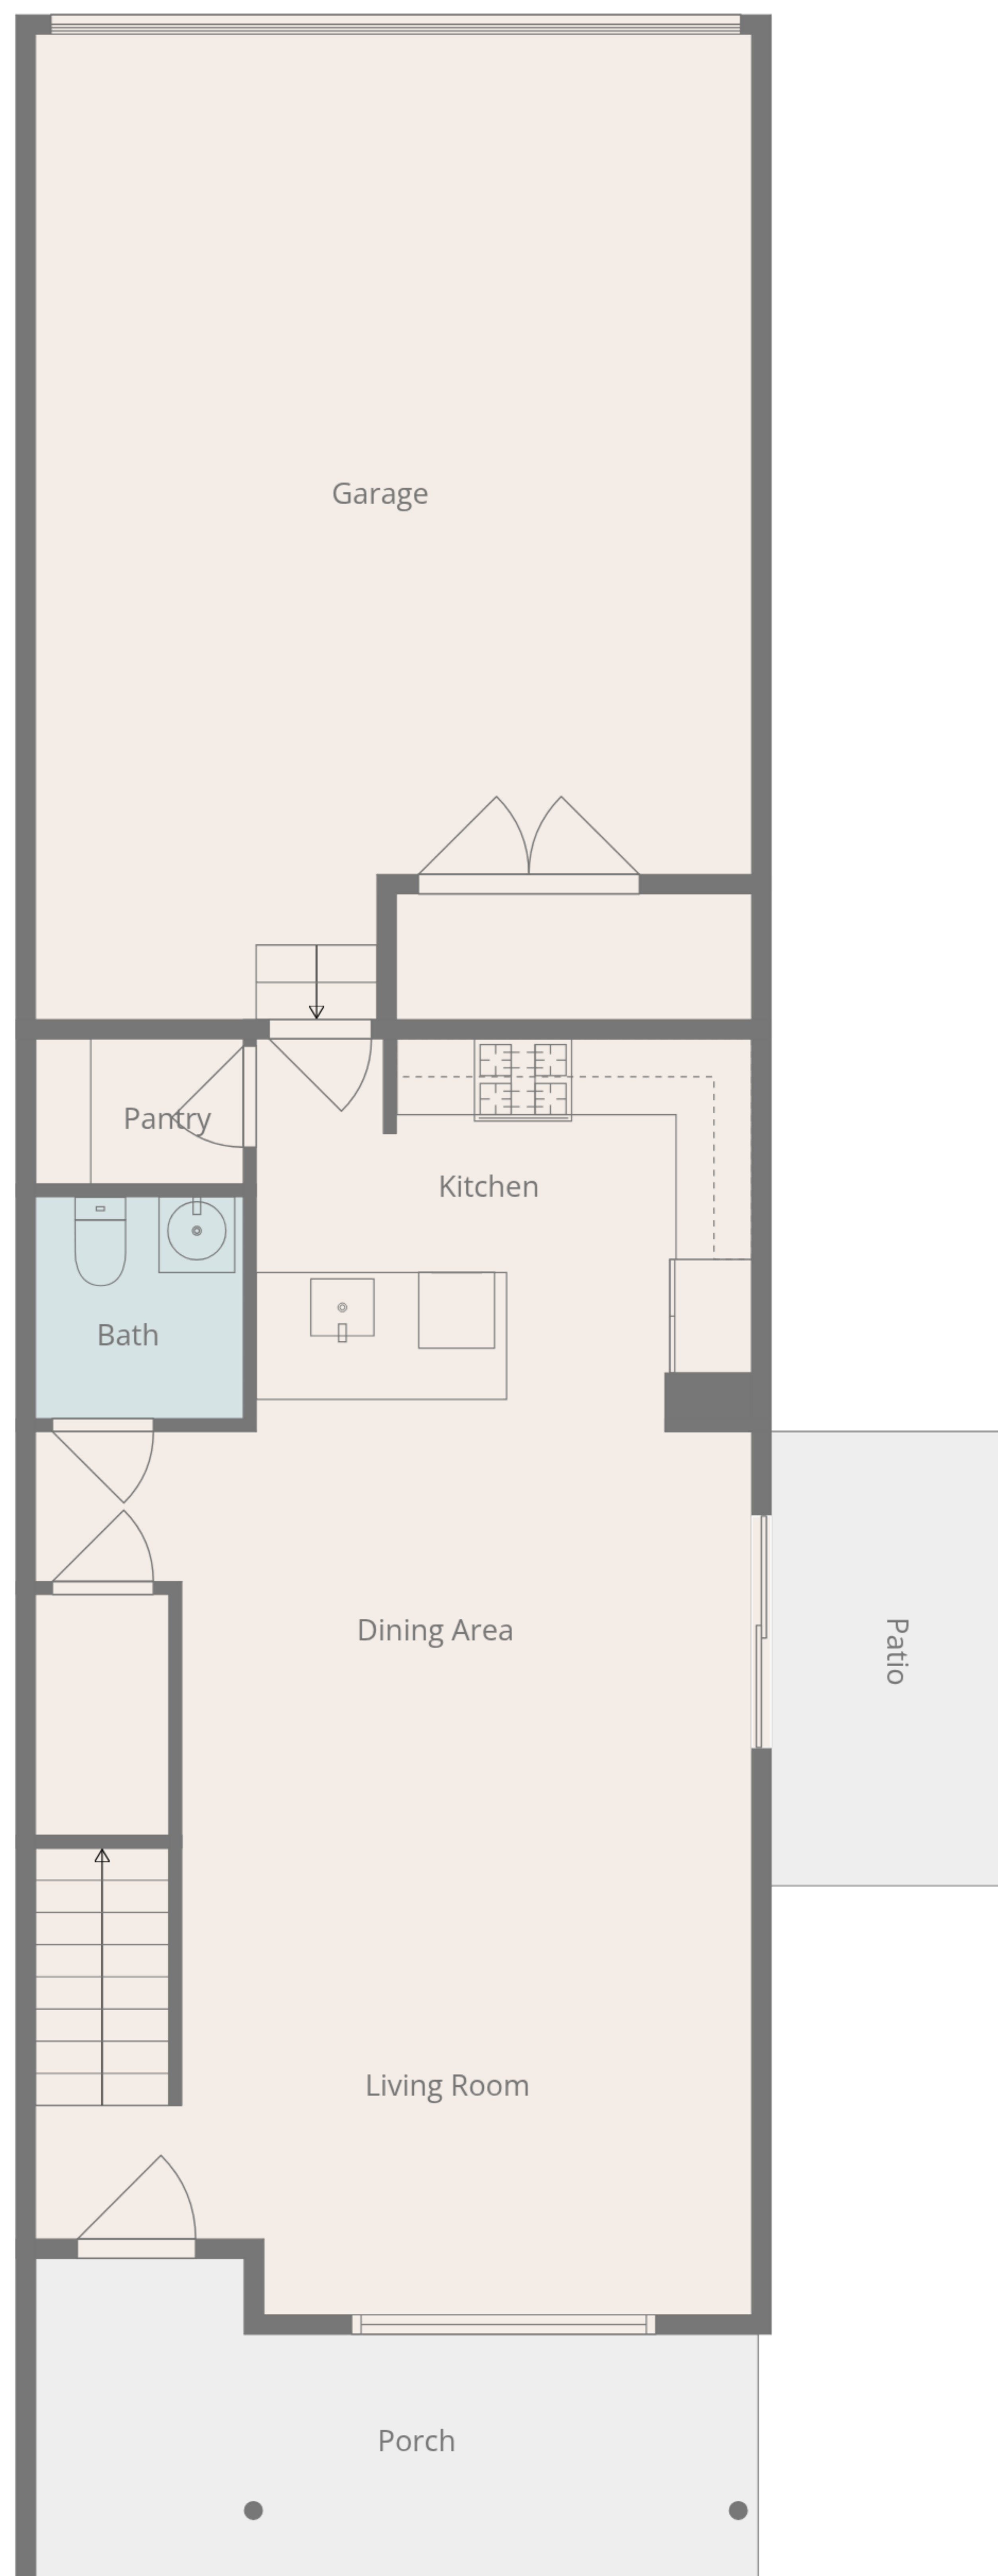 Garage
Pantry
Kitchen
Bath
Dining Area
Patio
Living Room
Porch